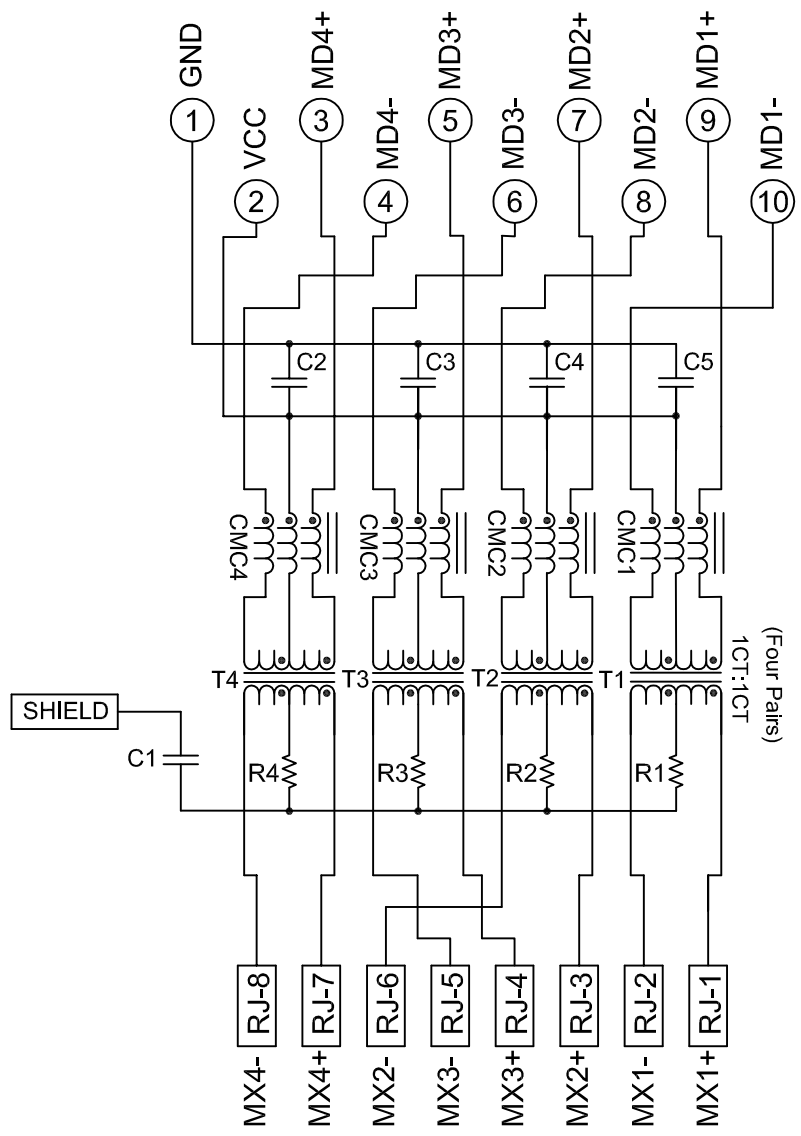 GND
MD4+
MD3+
MD2+
MD1+
1
3
5
7
9
VCC
MD4-
MD3-
MD2-
MD1-
2
4
6
8
10
C2
C3
C4
C5
CMC4
CMC3
CMC2
CMC1
(Four Pairs)
1CT:1CT
T4
T3
T2
T1
SHIELD
C1
R4
R3
R2
R1
RJ-8
RJ-7
RJ-6
RJ-5
RJ-4
RJ-3
RJ-2
RJ-1
MX4-
MX4+
MX2-
MX3-
MX3+
MX2+
MX1-
MX1+